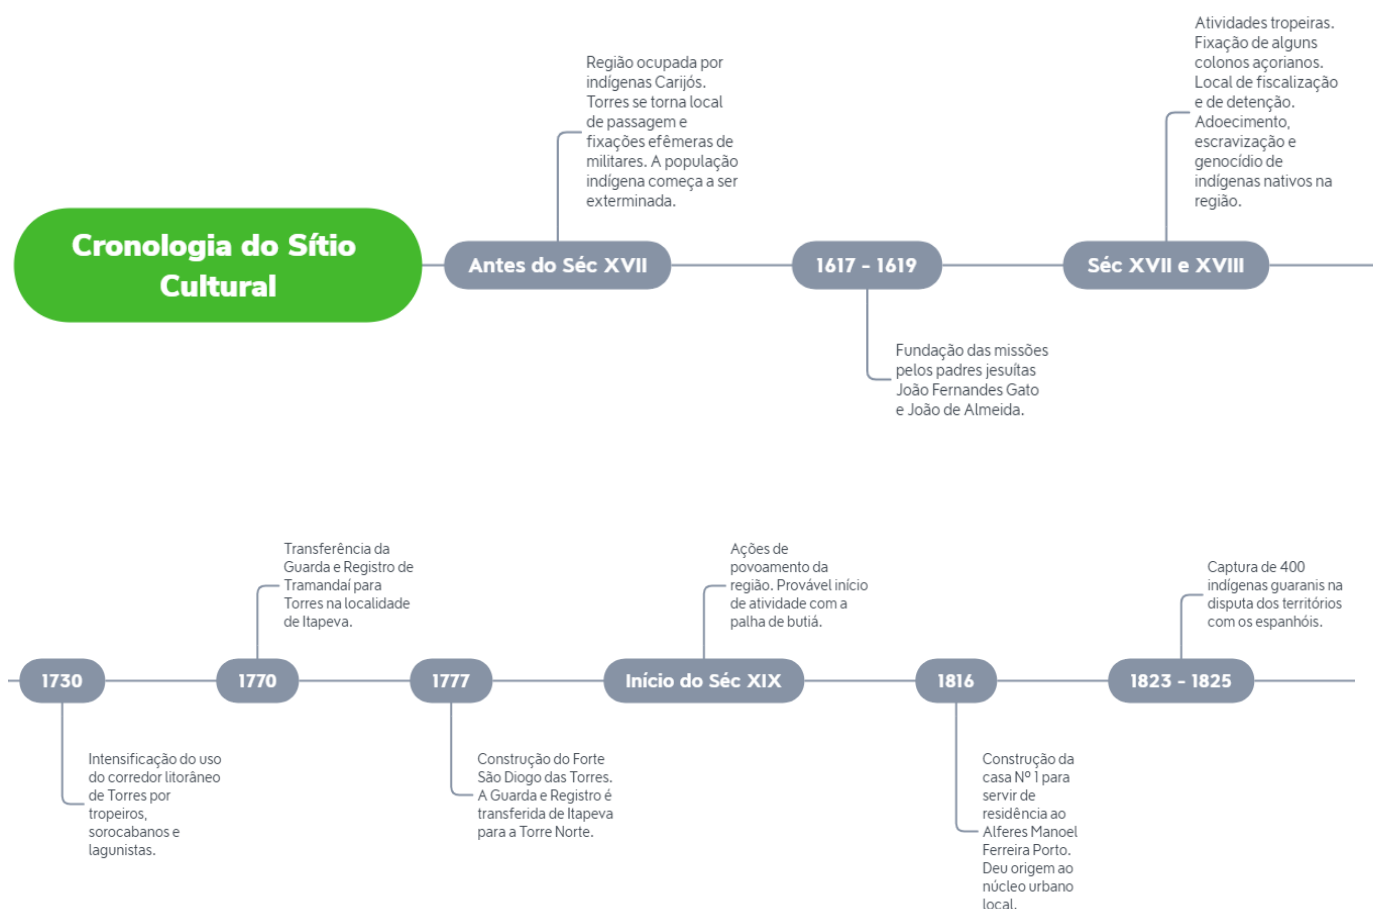 Cronologia do Sítio
Cultural
Antes do Séc XVII
Região ocupada por
indígenas Carijós.
Torres se torna local
de passagem e
fixações efêmeras de
militares. A população
indígena começa a ser
exterminada.
1617 - 1619
Fundação das missões
pelos padres jesuítas
João Fernandes Gato
e João de Almeida.
Séc XVII e XVIII
Atividades tropeiras.
Fixação de alguns
colonos açorianos.
Local de fiscalização
e de detenção.
Adoecimento,
escravização e
genocídio de
indígenas nativos na
região.
1730
Intensificação do uso
do corredor litorâneo
de Torres por
tropeiros,
sorocabanos e
lagunistas.
1770
Transferência da
Guarda e Registro de
Tramandaí para
Torres na localidade
de Itapeva.
1777
Construção do Forte
São Diogo das Torres.
A Guarda e Registro é
transferida de Itapeva
para a Torre Norte.
Início do Séc XIX
Ações de
povoamento da
região. Provável início
de atividade com a
palha de butiá.
1816
Construção da
casa Nº 1 para
servir de
residência ao
Alferes Manoel
Ferreira Porto.
Deu origem ao
núcleo urbano
local.
1823 - 1825
Captura de 400
indígenas guaranis na
disputa dos territórios
com os espanhóis.